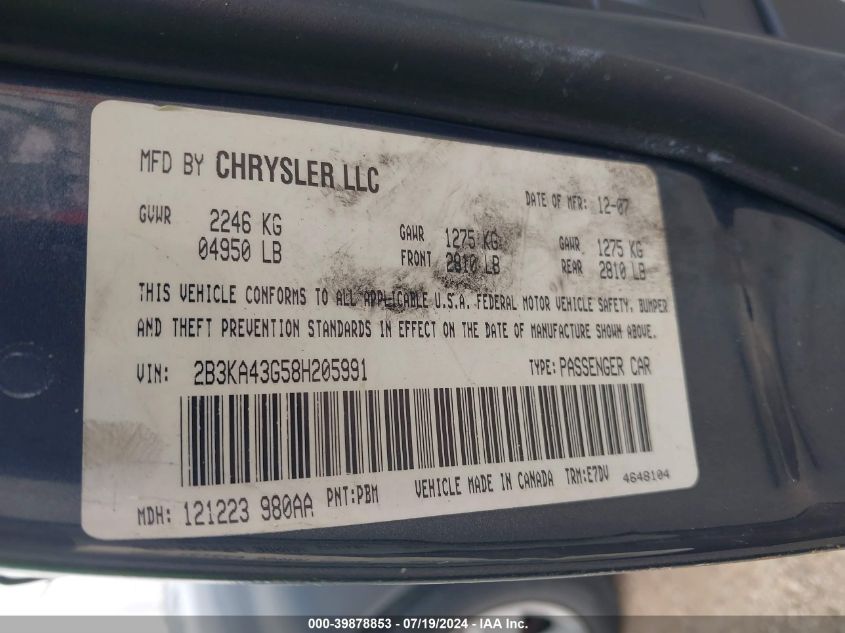 MFD BY CHRYSLER LLC
DATE OF MFR: 12-07
GVWR 2246 KG
04950 LB
GAWR FRONT 1275 KG
2810 LB
GAWR REAR 1275 KG
2810 LB
THIS VEHICLE CONFORMS TO ALL APPLICABLE U.S.A. FEDERAL MOTOR VEHICLE SAFETY, BUMPER
AND THEFT PREVENTION STANDARDS IN EFFECT ON THE DATE OF MANUFACTURE SHOWN ABOVE.
VIN: 2B3KA43G58H205991 TYPE: PASSENGER CAR
MDH: 121223 980AA PNT:PBM VEHICLE MADE IN CANADA TRM:E7DV 4648104
000-39878853 - 07/19/2024 - IAA Inc.